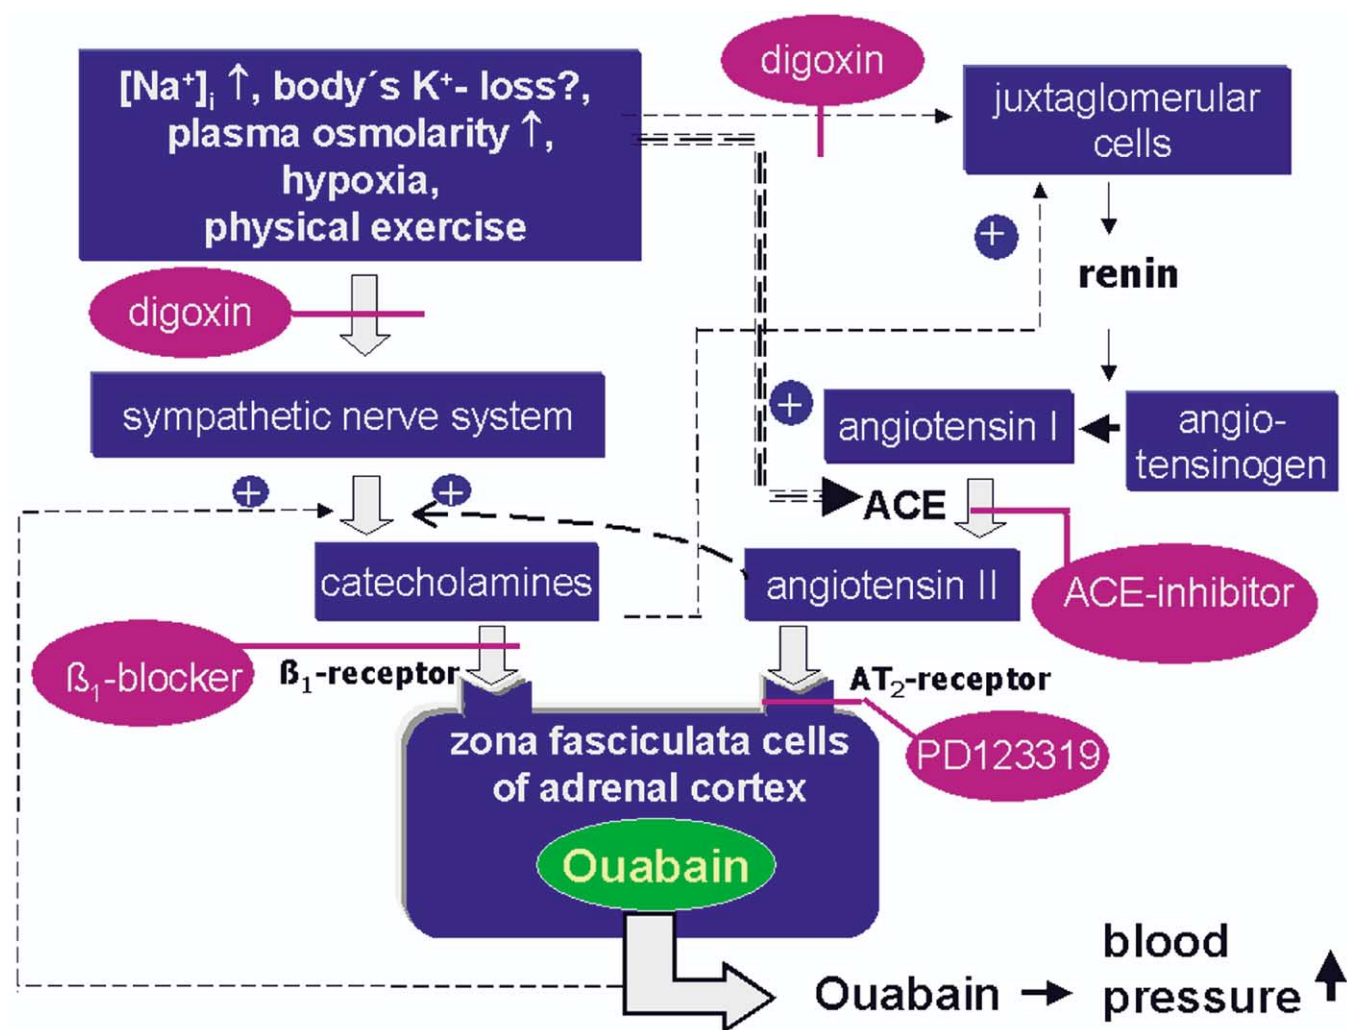 [Na⁺]ᵢ ↑, body´s K⁺- loss?,
plasma osmolarity ↑,
hypoxia,
physical exercise
digoxin
juxtaglomerular
cells
+
renin
digoxin
sympathetic nerve system
+
angiotensin I
angio-
tensinogen
+
+
ACE
catecholamines
angiotensin II
ACE-inhibitor
ß₁-blocker
ß₁-receptor
AT₂-receptor
PD123319
zona fasciculata cells
of adrenal cortex
Ouabain
Ouabain →
blood
pressure ↑